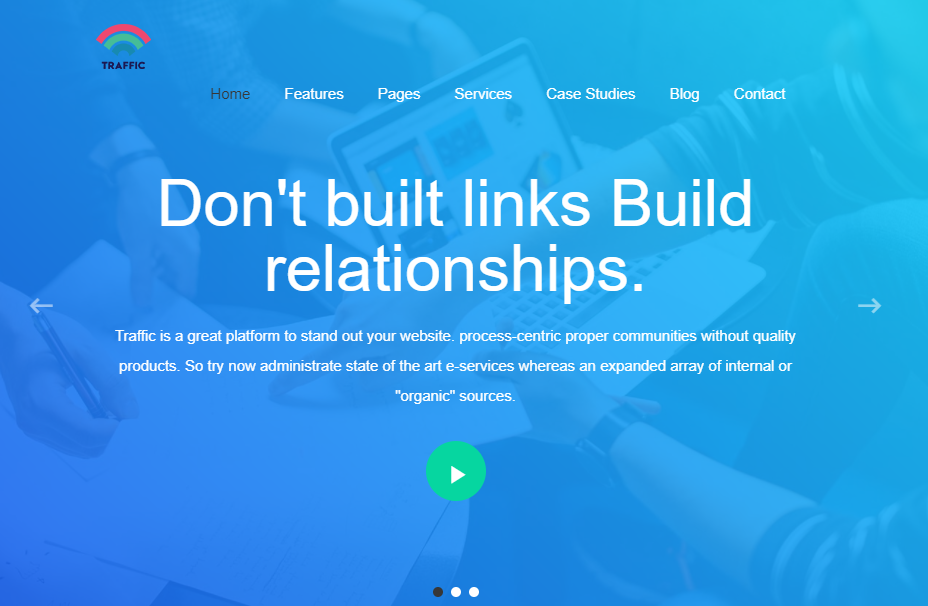 TRAFFIC
Home Features Pages Services Case Studies Blog Contact
Don't built links Build
relationships.
Traffic is a great platform to stand out your website. process-centric proper communities without quality
products. So try now administrate state of the art e-services whereas an expanded array of internal or
"organic" sources.